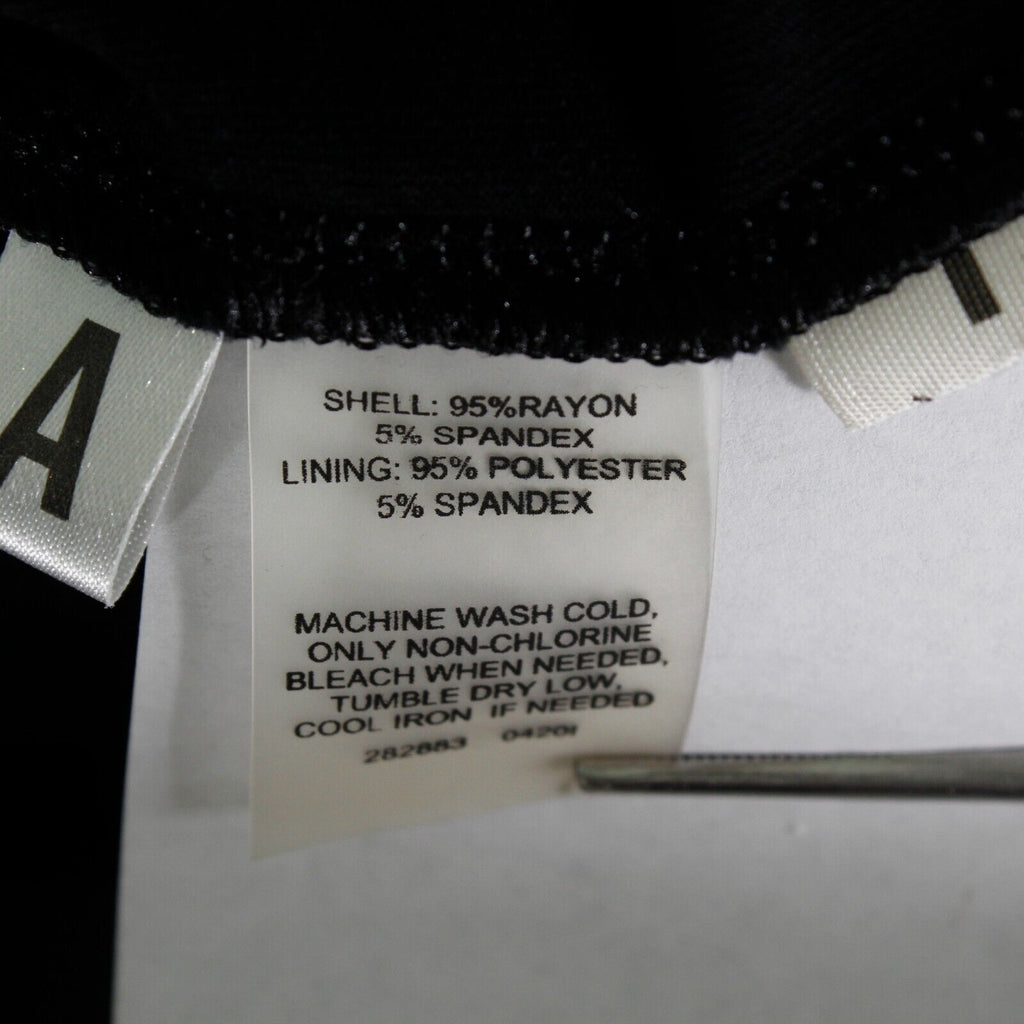 A
SHELL: 95%RAYON
5% SPANDEX
LINING: 95% POLYESTER
5% SPANDEX
MACHINE WASH COLD,
ONLY NON-CHLORINE
BLEACH WHEN NEEDED,
TUMBLE DRY LOW,
COOL IRON IF NEEDED
282883